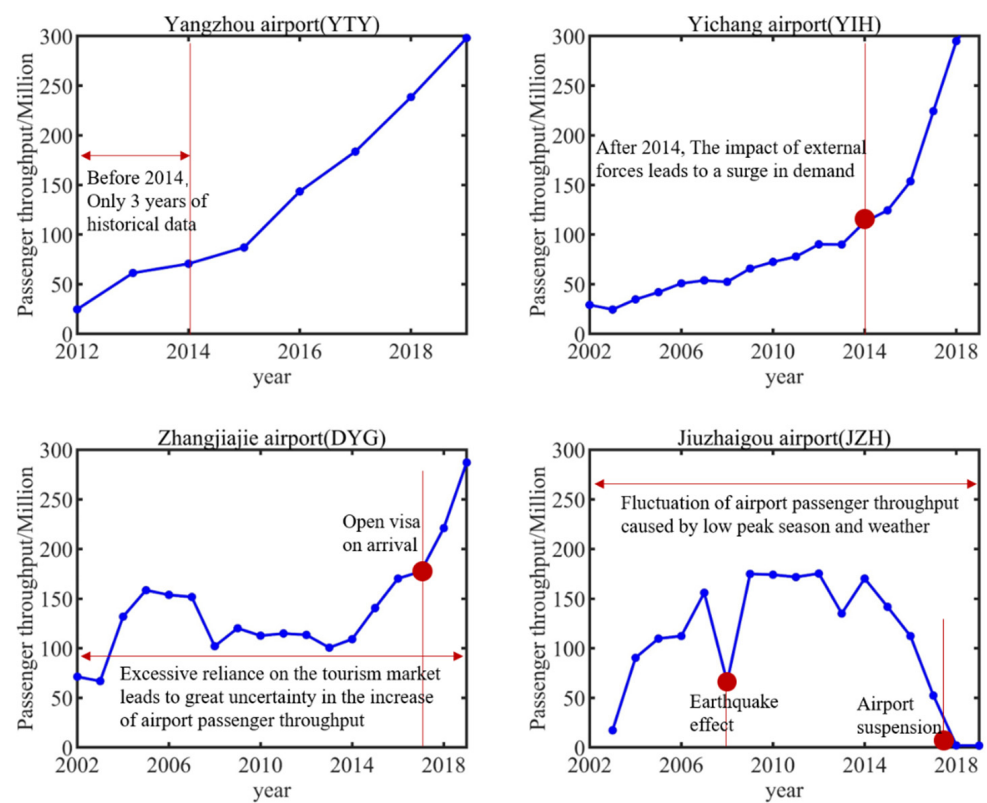 Yangzhou airport(YTY)
300
250
200
150
100
50
0
Passenger throughput/Million
Before 2014,
Only 3 years of
historical data
2012
2014
2016
2018
year
Yichang airport(YIH)
300
250
200
150
100
50
0
Passenger throughput/Million
After 2014, The impact of external
forces leads to a surge in demand
2002
2006
2010
2014
2018
year
Zhangjiajie airport(DYG)
300
250
200
150
100
50
0
Passenger throughput/Million
Open visa
on arrival
Excessive reliance on the tourism market
leads to great uncertainty in the increase
of airport passenger throughput
2002
2006
2010
2014
2018
year
Jiuzhaigou airport(JZH)
300
250
200
150
100
50
0
Passenger throughput/Million
Fluctuation of airport passenger throughput
caused by low peak season and weather
Earthquake
effect
Airport
suspension
2002
2006
2010
2014
2018
year